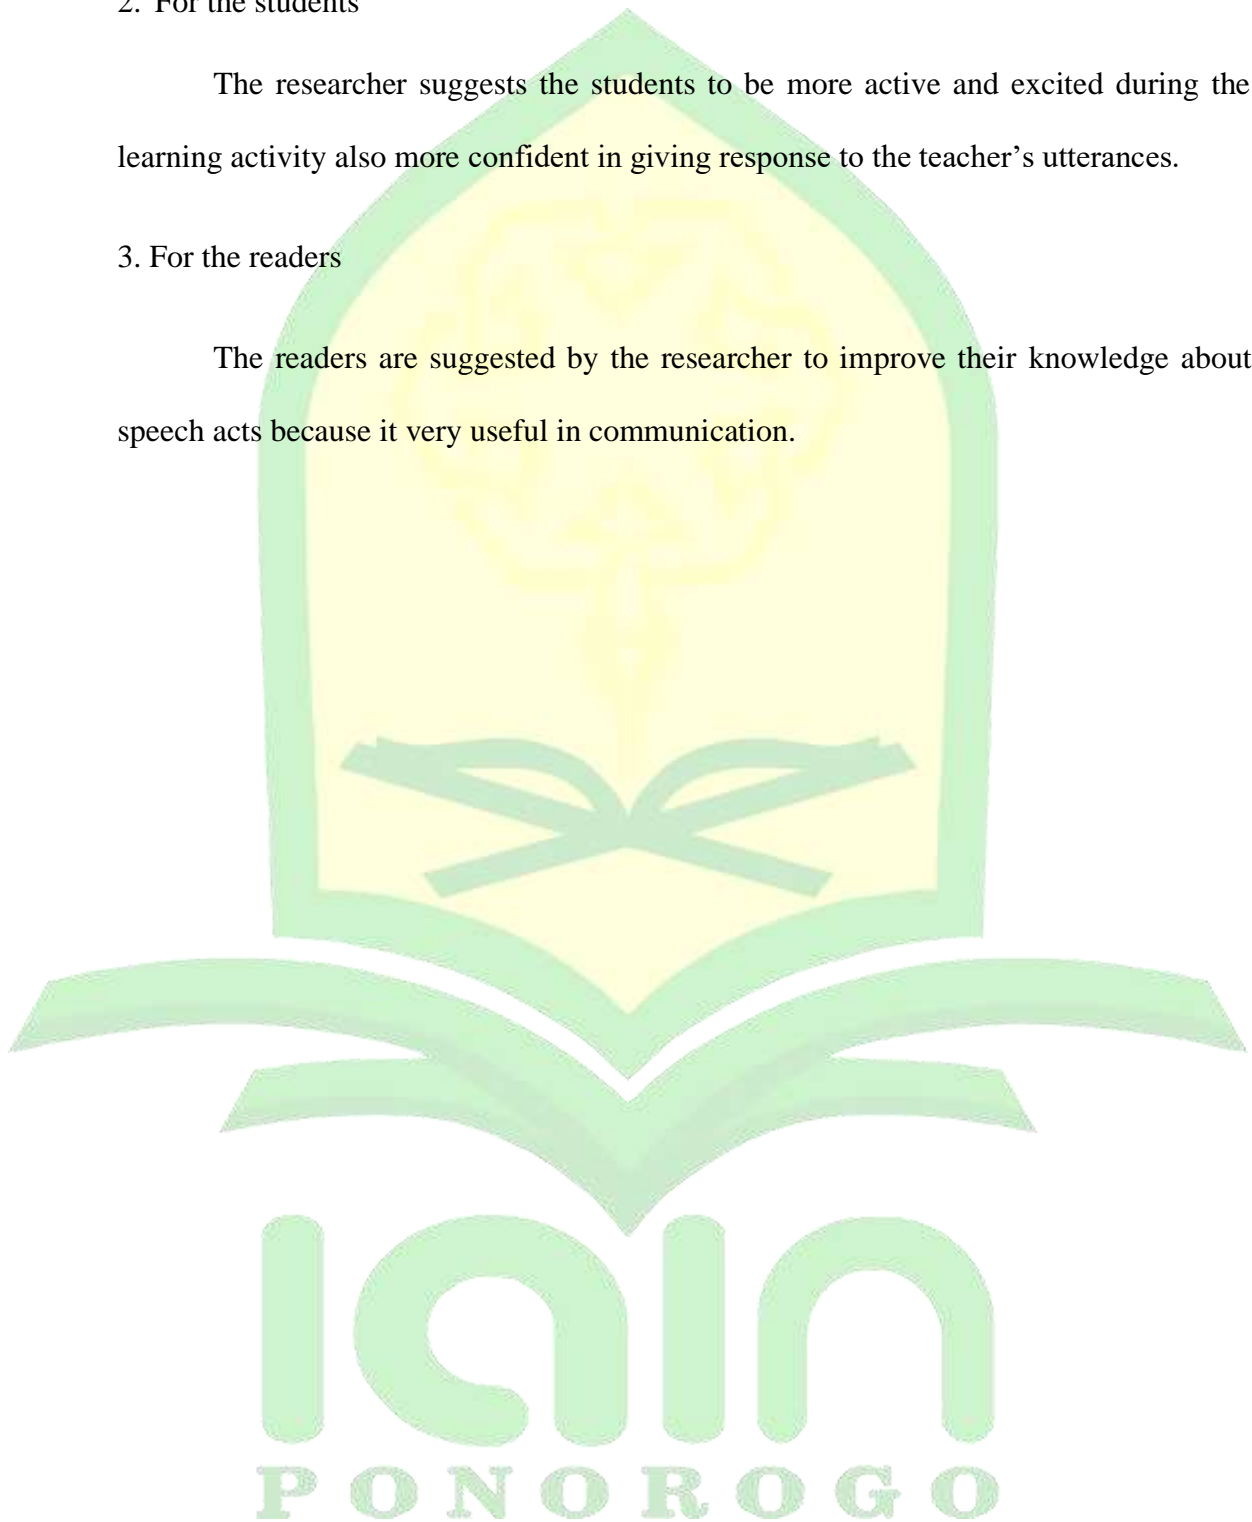 2. For the students
The researcher suggests the students to be more active and excited during the
learning activity also more confident in giving response to the teacher’s utterances.
3. For the readers
The readers are suggested by the researcher to improve their knowledge about
speech acts because it very useful in communication.
iain
PONOROGO